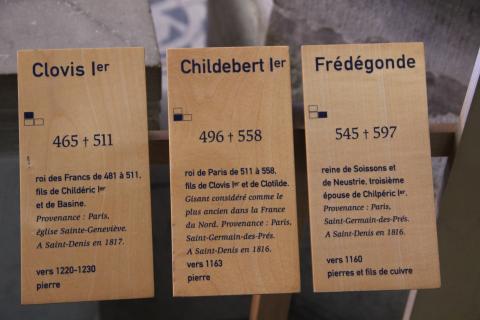 Clovis Ier
465 † 511
roi des Francs de 481 à 511,
fils de Childéric Ier
et de Basine.
Provenance : Paris,
église Sainte-Geneviève.
A Saint-Denis en 1817.
vers 1220-1230
pierre
Childebert Ier
496 † 558
roi de Paris de 511 à 558,
fils de Clovis Ier et de Clotilde.
Gisant considéré comme le
plus ancien dans la France
du Nord. Provenance : Paris,
Saint-Germain-des-Prés.
A Saint-Denis en 1816.
vers 1163
pierre
Frédégonde
545 † 597
reine de Soissons et
de Neustrie, troisième
épouse de Chilpéric Ier.
Provenance : Paris,
Saint-Germain-des-Prés.
A Saint-Denis en 1816.
vers 1160
pierres et fils de cuivre